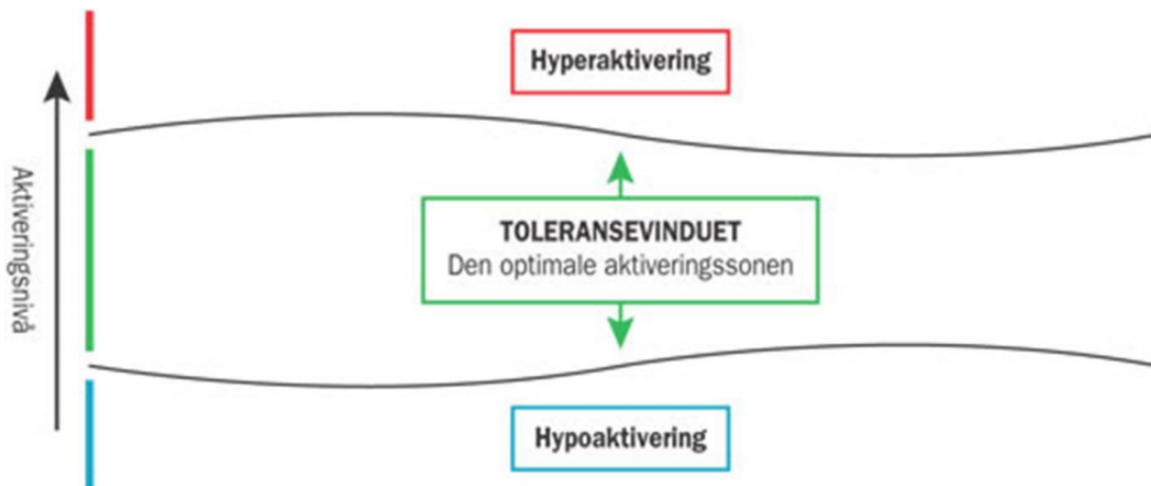 Hyperaktivering
Aktiveringsnivå
TOLERANSEVINDUET
Den optimale aktiveringssonen
Hypoaktivering